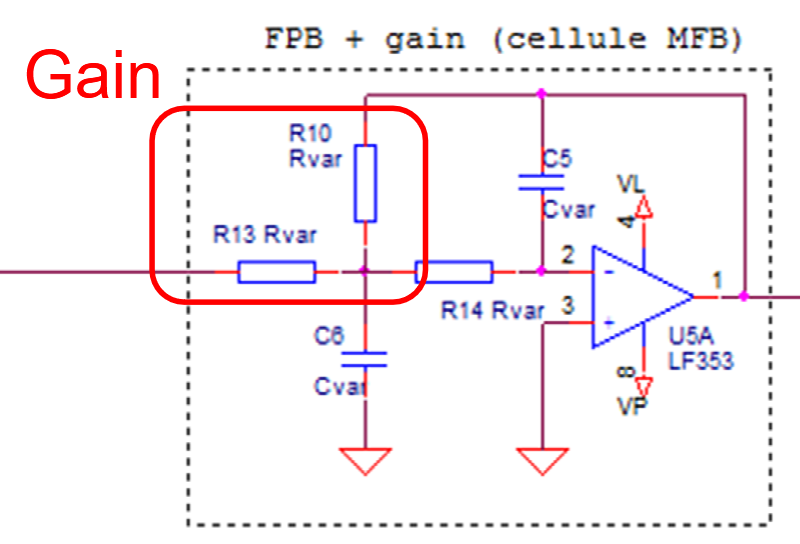 FPB + gain (cellule MFB)
Gain
R10
Rvar
C5
Cvar
VL
4
R13 Rvar
2
-
1
R14 Rvar
3
+
C6
Cvar
U5A
LF353
8
VP